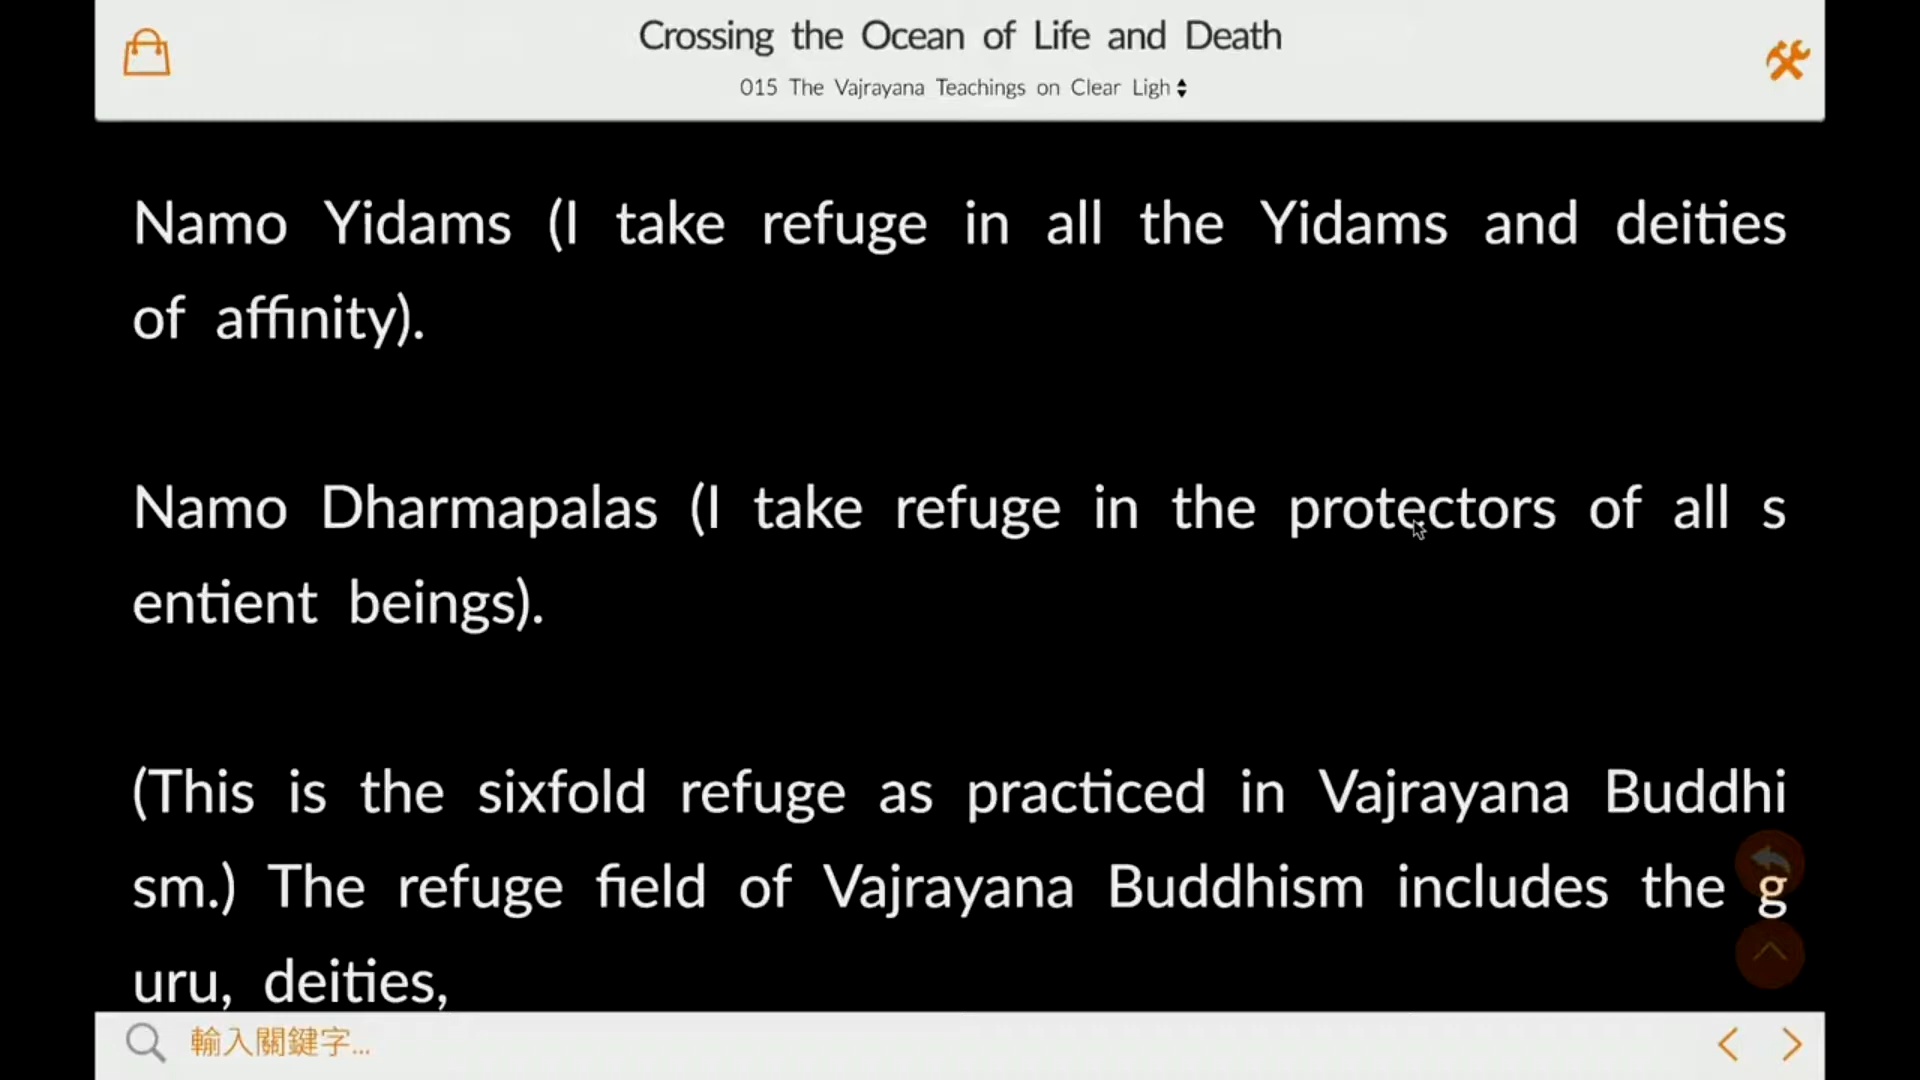 Crossing the Ocean of Life and Death
015 The Vajrayana Teachings on Clear Ligh
Namo Yidams (I take refuge in all the Yidams and deities
of affinity).
Namo Dharmapalas (I take refuge in the protectors of all s
entient beings).
(This is the sixfold refuge as practiced in Vajrayana Buddhi
sm.) The refuge field of Vajrayana Buddhism includes the g
uru, deities,
輸入關鍵字...